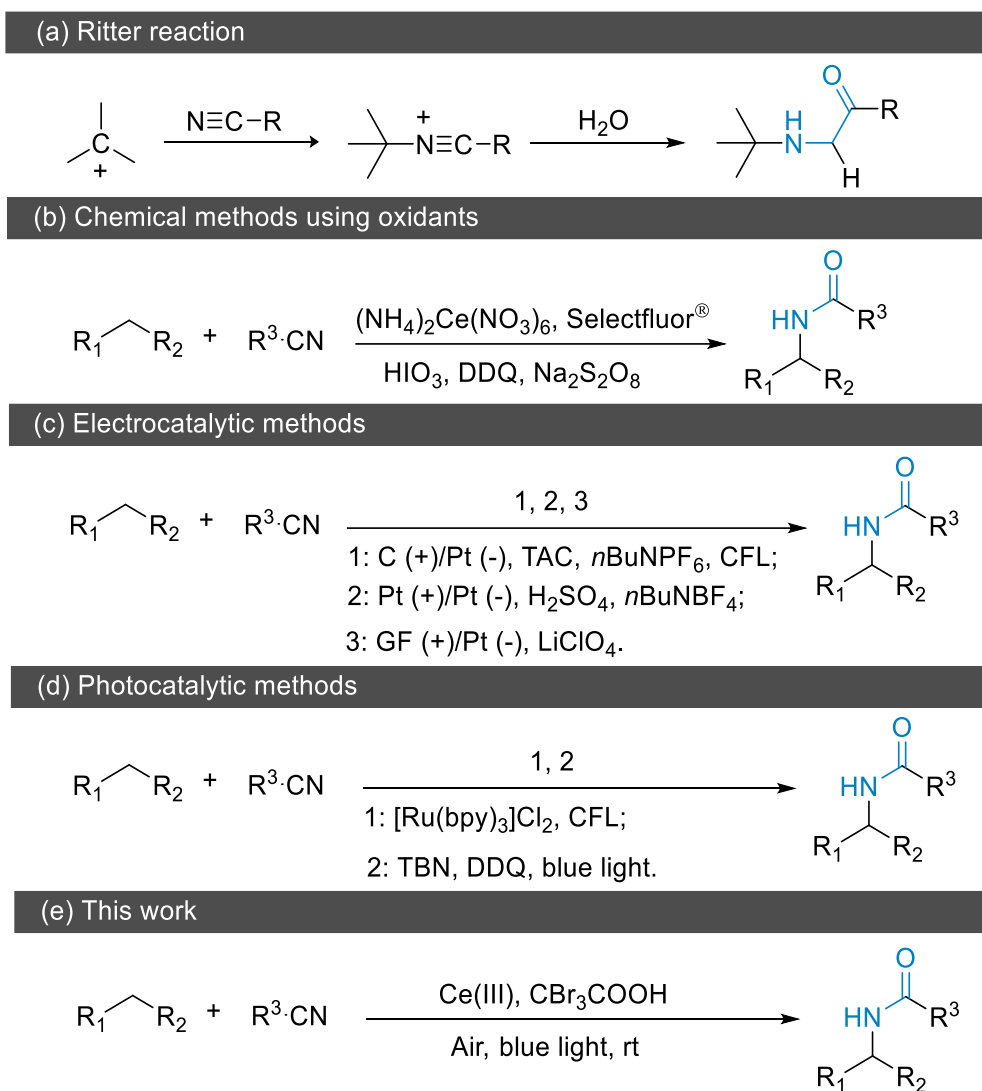 (a) Ritter reaction
C
+
N≡C–R
+
N≡C–R
H₂O
O
R
H
N
H
(b) Chemical methods using oxidants
R₁ R₂ + R³·CN
(NH₄)₂Ce(NO₃)₆, Selectfluor®
HIO₃, DDQ, Na₂S₂O₈
O
HN R³
R₁ R₂
(c) Electrocatalytic methods
R₁ R₂ + R³·CN
1, 2, 3
1: C (+)/Pt (-), TAC, nBuNPF₆, CFL;
2: Pt (+)/Pt (-), H₂SO₄, nBuNBF₄;
3: GF (+)/Pt (-), LiClO₄.
O
HN R³
R₁ R₂
(d) Photocatalytic methods
R₁ R₂ + R³·CN
1, 2
1: [Ru(bpy)₃]Cl₂, CFL;
2: TBN, DDQ, blue light.
O
HN R³
R₁ R₂
(e) This work
R₁ R₂ + R³·CN
Ce(III), CBr₃COOH
Air, blue light, rt
O
HN R³
R₁ R₂